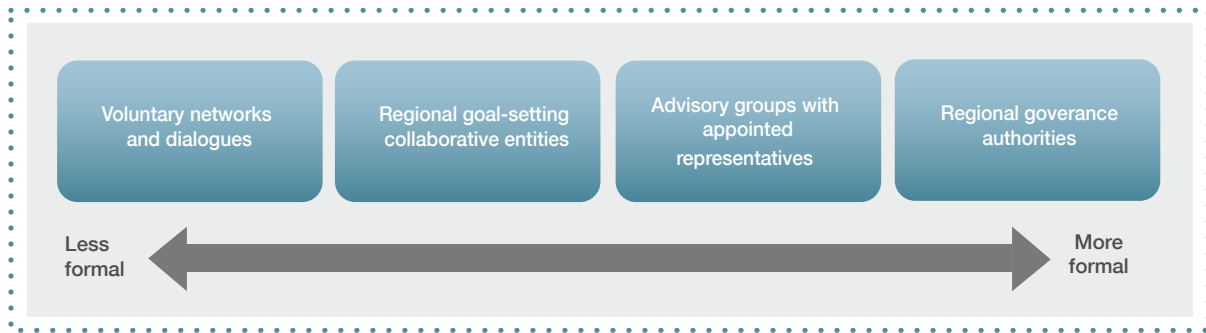 Voluntary networks
and dialogues
Regional goal-setting
collaborative entities
Advisory groups with
appointed
representatives
Regional goverance
authorities
Less
formal
More
formal